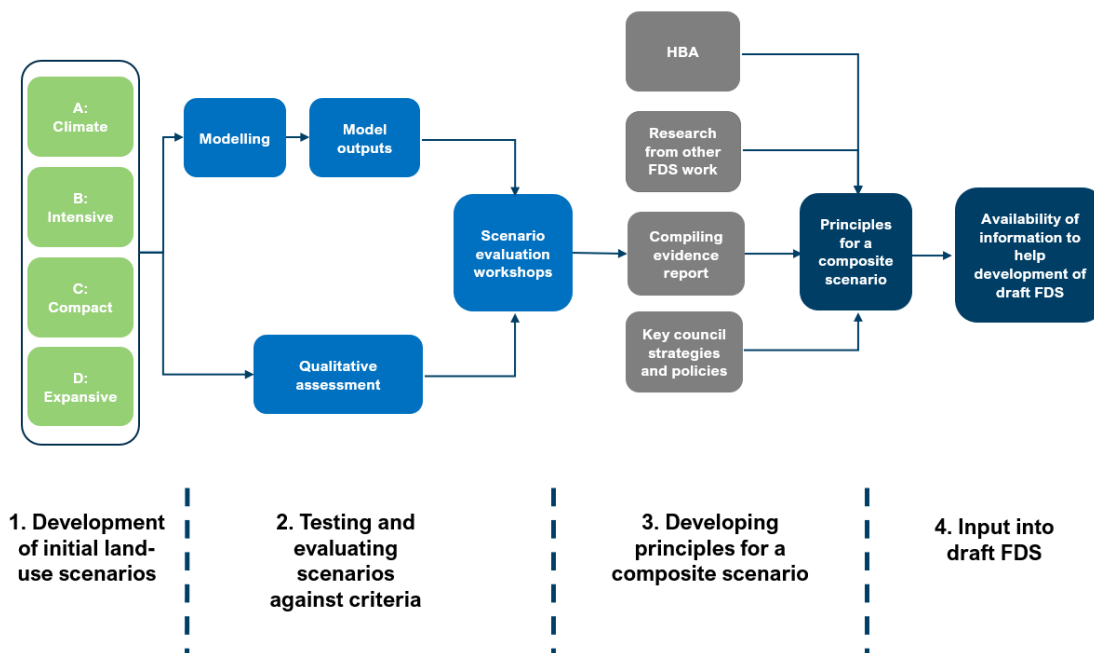 A:
Climate
B:
Intensive
C:
Compact
D:
Expansive
Modelling
Model
outputs
Qualitative
assessment
Scenario
evaluation
workshops
HBA
Research
from other
FDS work
Compiling
evidence
report
Key council
strategies
and policies
Principles
for a
composite
scenario
Availability of
information to
help
development of
draft FDS
1. Development
of initial land-
use scenarios
2. Testing and
evaluating
scenarios
against criteria
3. Developing
principles for a
composite scenario
4. Input into
draft FDS